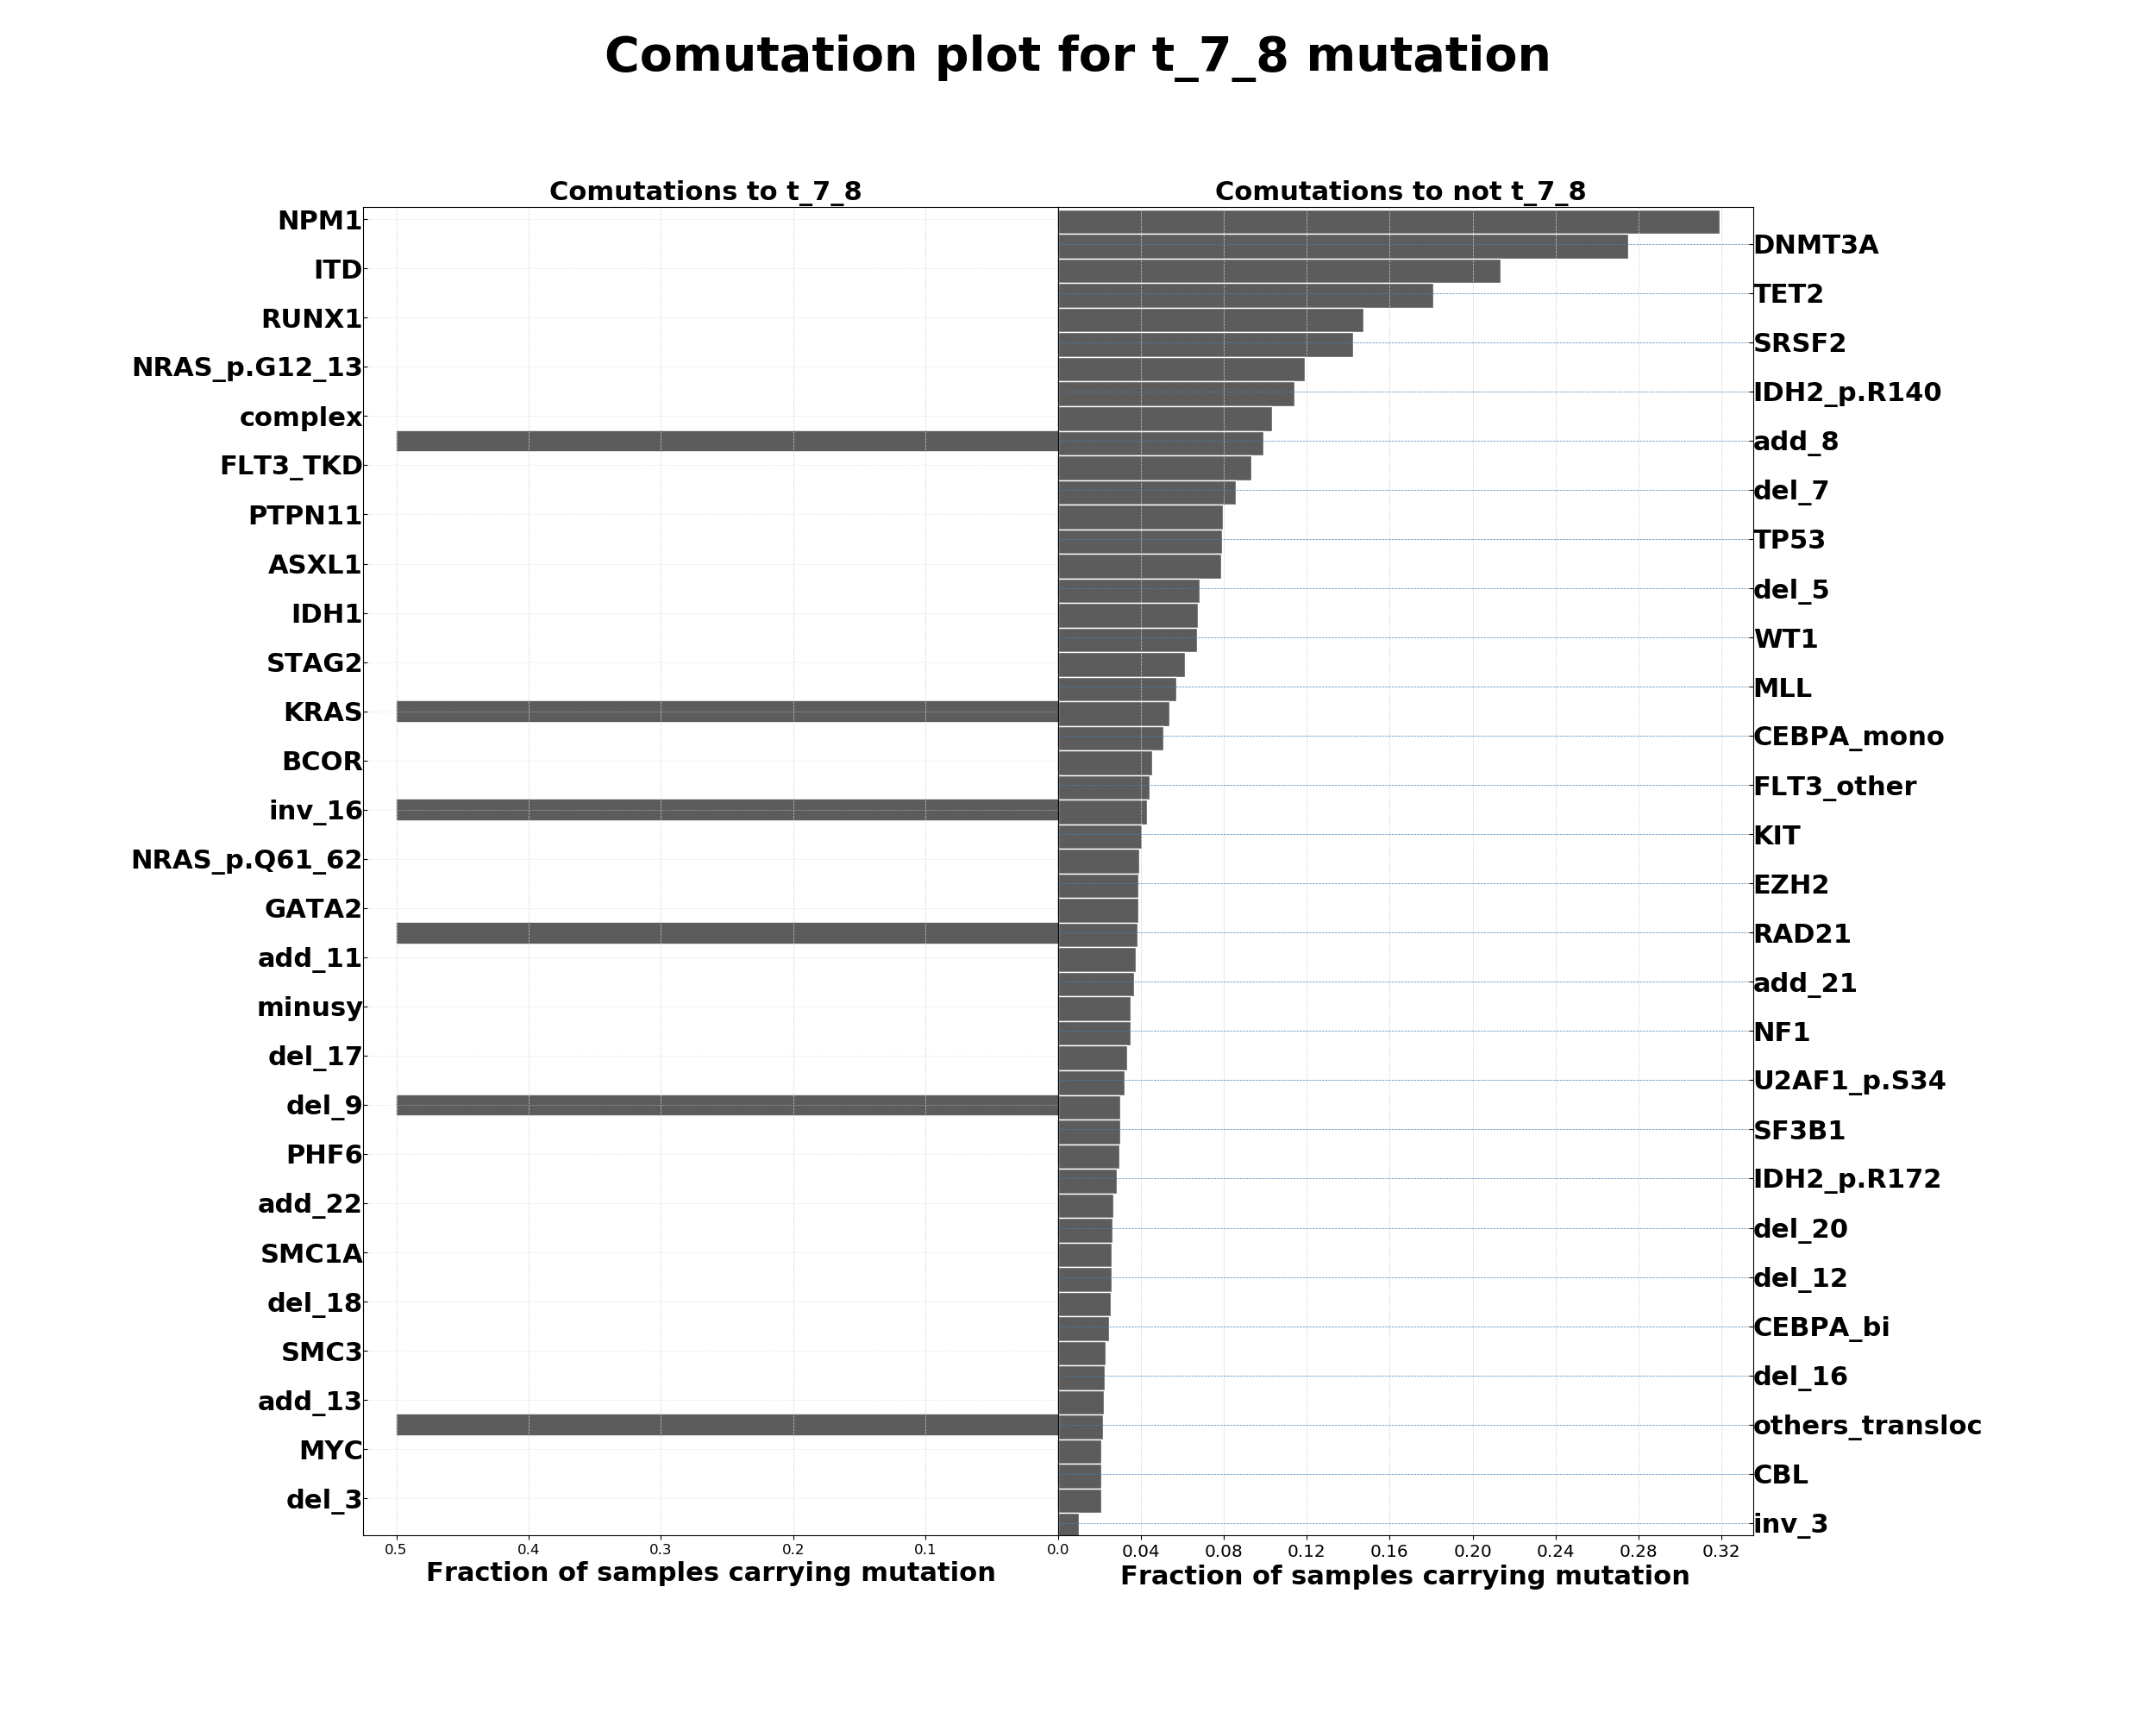 Comutation plot for t_7_8 mutation
Comutations to t_7_8
Comutations to not t_7_8
NPM1
DNMT3A
ITD
TET2
RUNX1
SRSF2
NRAS_p.G12_13
IDH2_p.R140
complex
add_8
FLT3_TKD
del_7
PTPN11
TP53
ASXL1
del_5
IDH1
WT1
STAG2
MLL
KRAS
CEBPA_mono
BCOR
FLT3_other
inv_16
KIT
NRAS_p.Q61_62
EZH2
GATA2
RAD21
add_11
add_21
minusy
NF1
del_17
U2AF1_p.S34
del_9
SF3B1
PHF6
IDH2_p.R172
add_22
del_20
SMC1A
del_12
del_18
CEBPA_bi
SMC3
del_16
add_13
others_transloc
MYC
CBL
del_3
inv_3
0.5 0.4 0.3 0.2 0.1 0.0 0.04 0.08 0.12 0.16 0.20 0.24 0.28 0.32
Fraction of samples carrying mutation
Fraction of samples carrying mutation